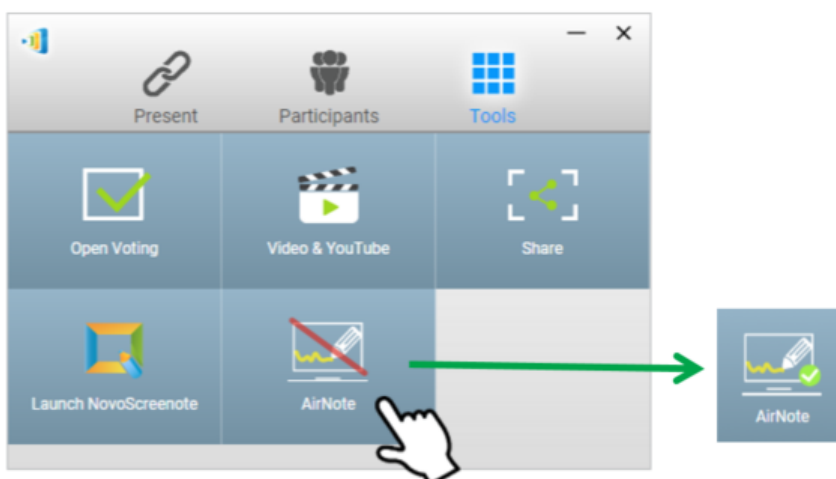 Present Participants Tools
Open Voting Video & YouTube Share
Launch NovoScreenote AirNote
AirNote